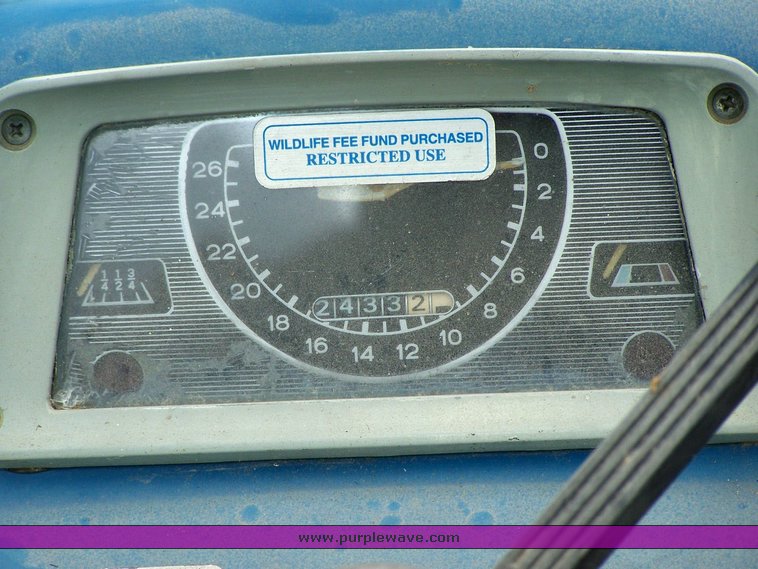 WILDLIFE FEE FUND PURCHASED
RESTRICTED USE
26 0
24 2
22 4
20 6
18 8
16 14 12 10
1/4 1/2 3/4
24332
www.purplewave.com